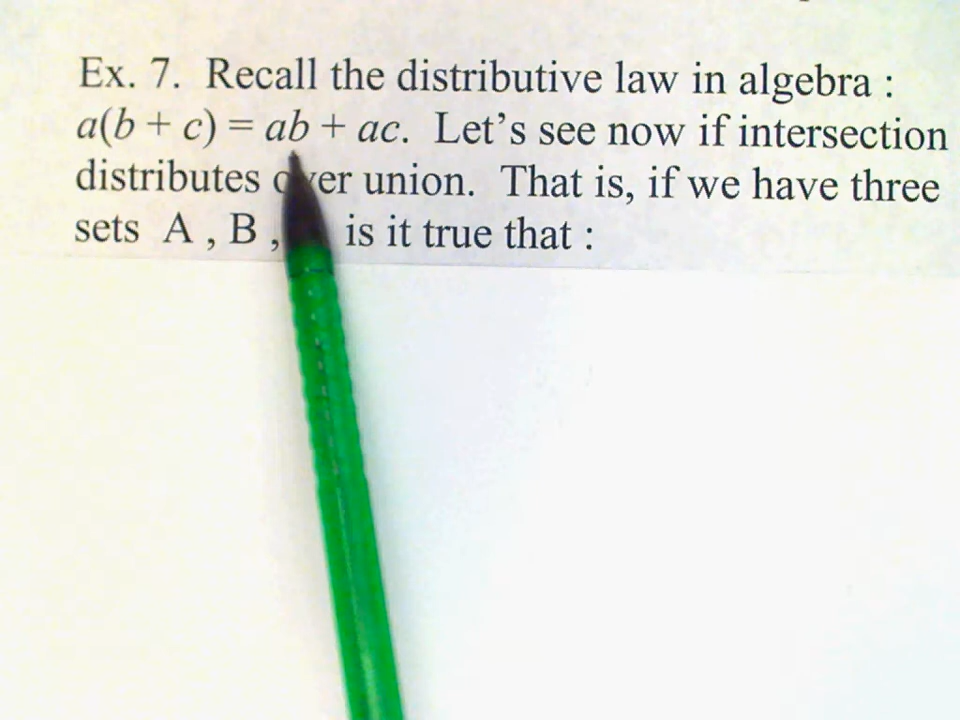 Ex. 7. Recall the distributive law in algebra :
a(b + c) = ab + ac. Let's see now if intersection
distributes over union. That is, if we have three
sets A , B , is it true that :